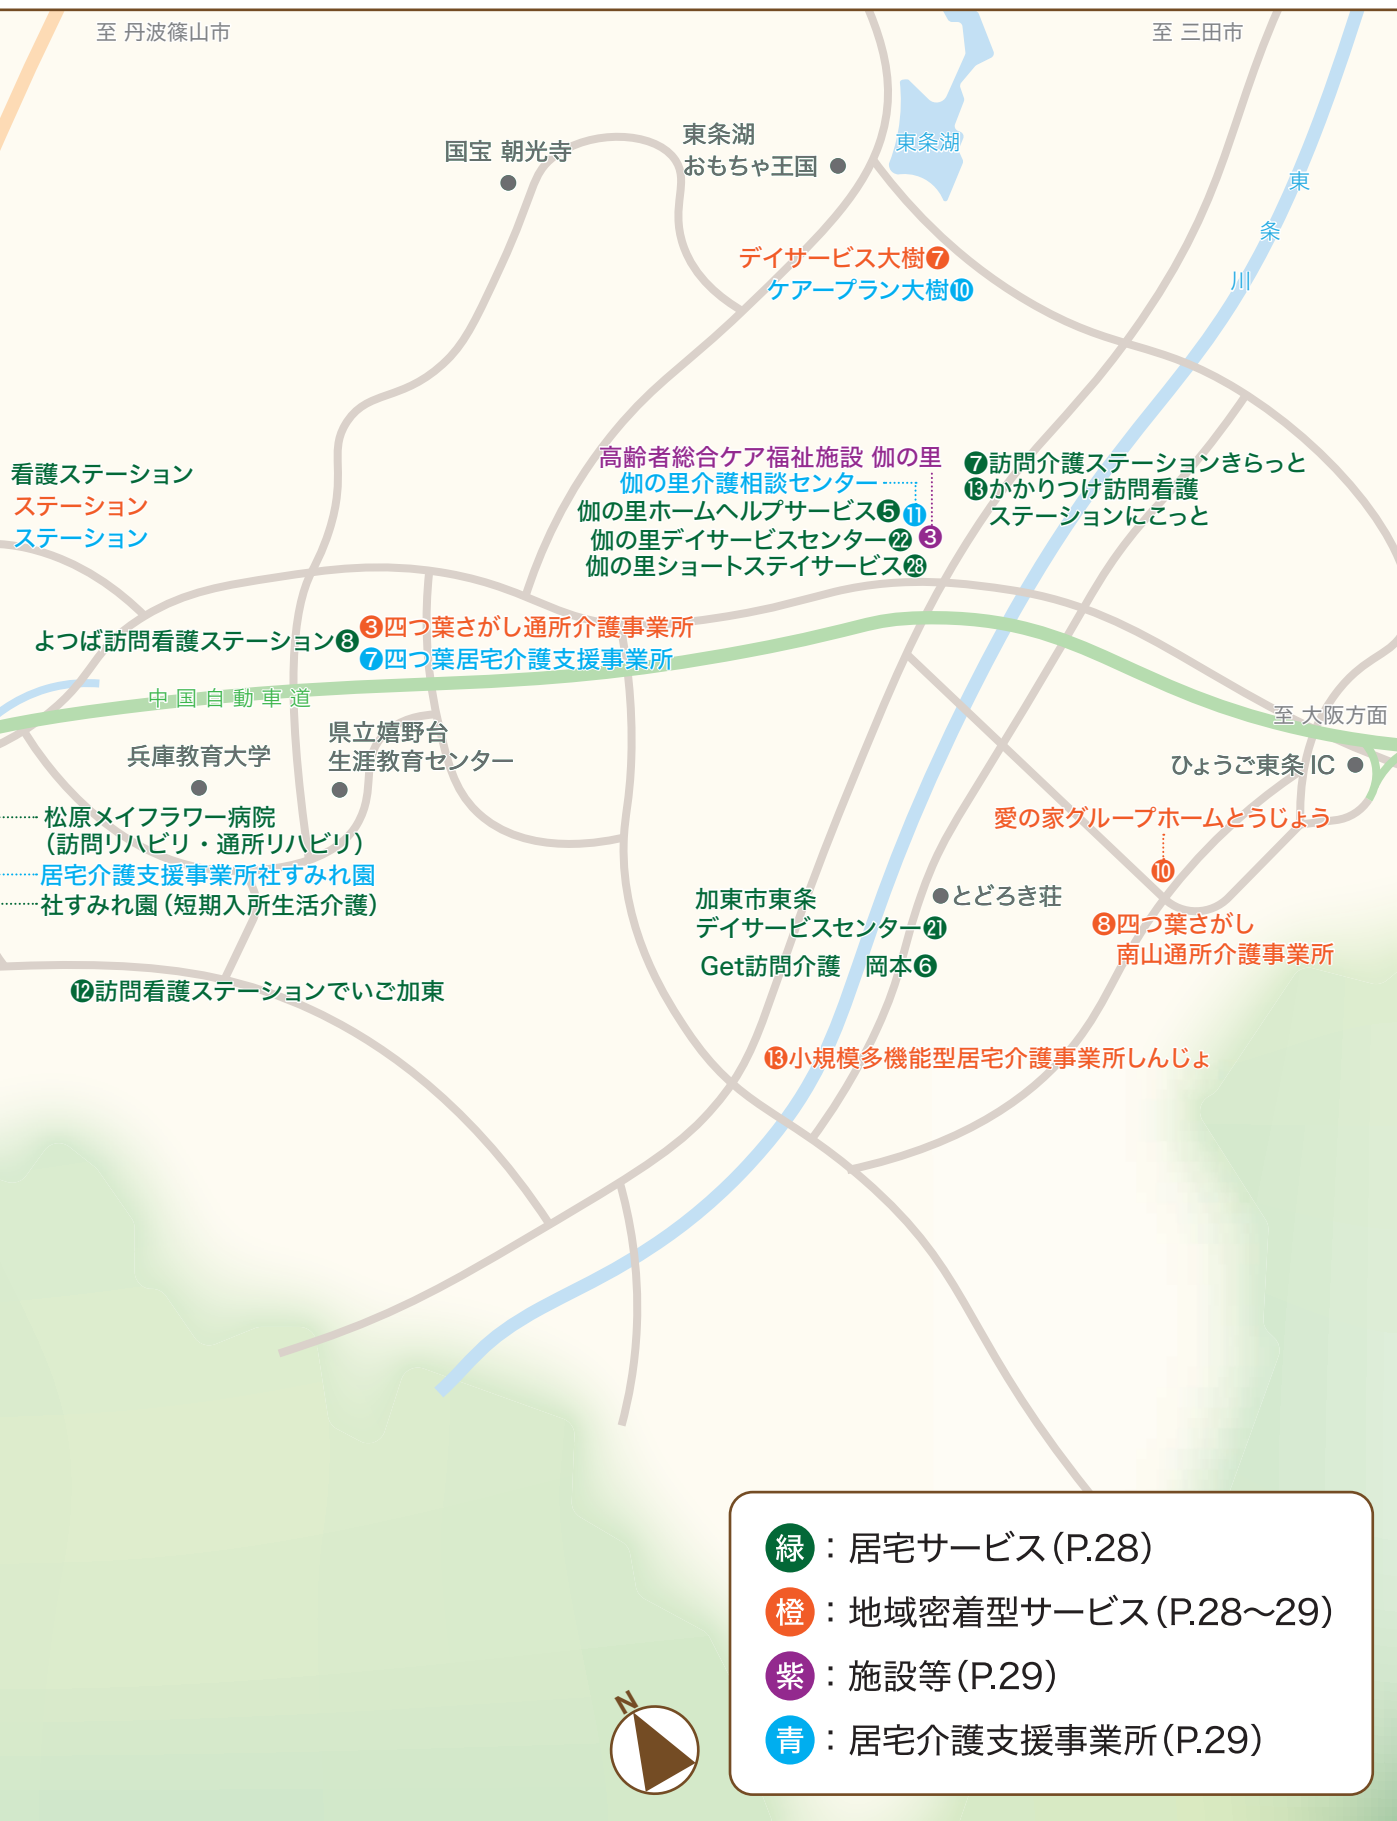 至 丹波篠山市
至 三田市
国宝 朝光寺
東条湖
おもちゃ王国
東条湖
東
条
川
デイサービス大樹❼
ケアープラン大樹❿
看護ステーション
ステーション
ステーション
高齢者総合ケア福祉施設 伽の里
伽の里介護相談センター
⓫
伽の里ホームヘルプサービス❺
伽の里デイサービスセンター㉒
❸
伽の里ショートステイサービス㉘
❼訪問介護ステーションきらっと
⓭かかりつけ訪問看護
ステーションにこっと
よつば訪問看護ステーション❽
❸四つ葉さがし通所介護事業所
❼四つ葉居宅介護支援事業所
中国自動車道
至 大阪方面
兵庫教育大学
県立嬉野台
生涯教育センター
ひょうご東条 IC
松原メイフラワー病院
（訪問リハビリ・通所リハビリ）
居宅介護支援事業所社すみれ園
社すみれ園（短期入所生活介護）
愛の家グループホームとうじょう
❿
加東市東条
デイサービスセンター㉑
とどろき荘
❽四つ葉さがし
南山通所介護事業所
Get訪問介護　岡本❻
⓬訪問看護ステーションでいご加東
⓭小規模多機能型居宅介護事業所しんじょ
緑：居宅サービス（P.28）
橙：地域密着型サービス（P.28～29）
紫：施設等（P.29）
青：居宅介護支援事業所（P.29）
N